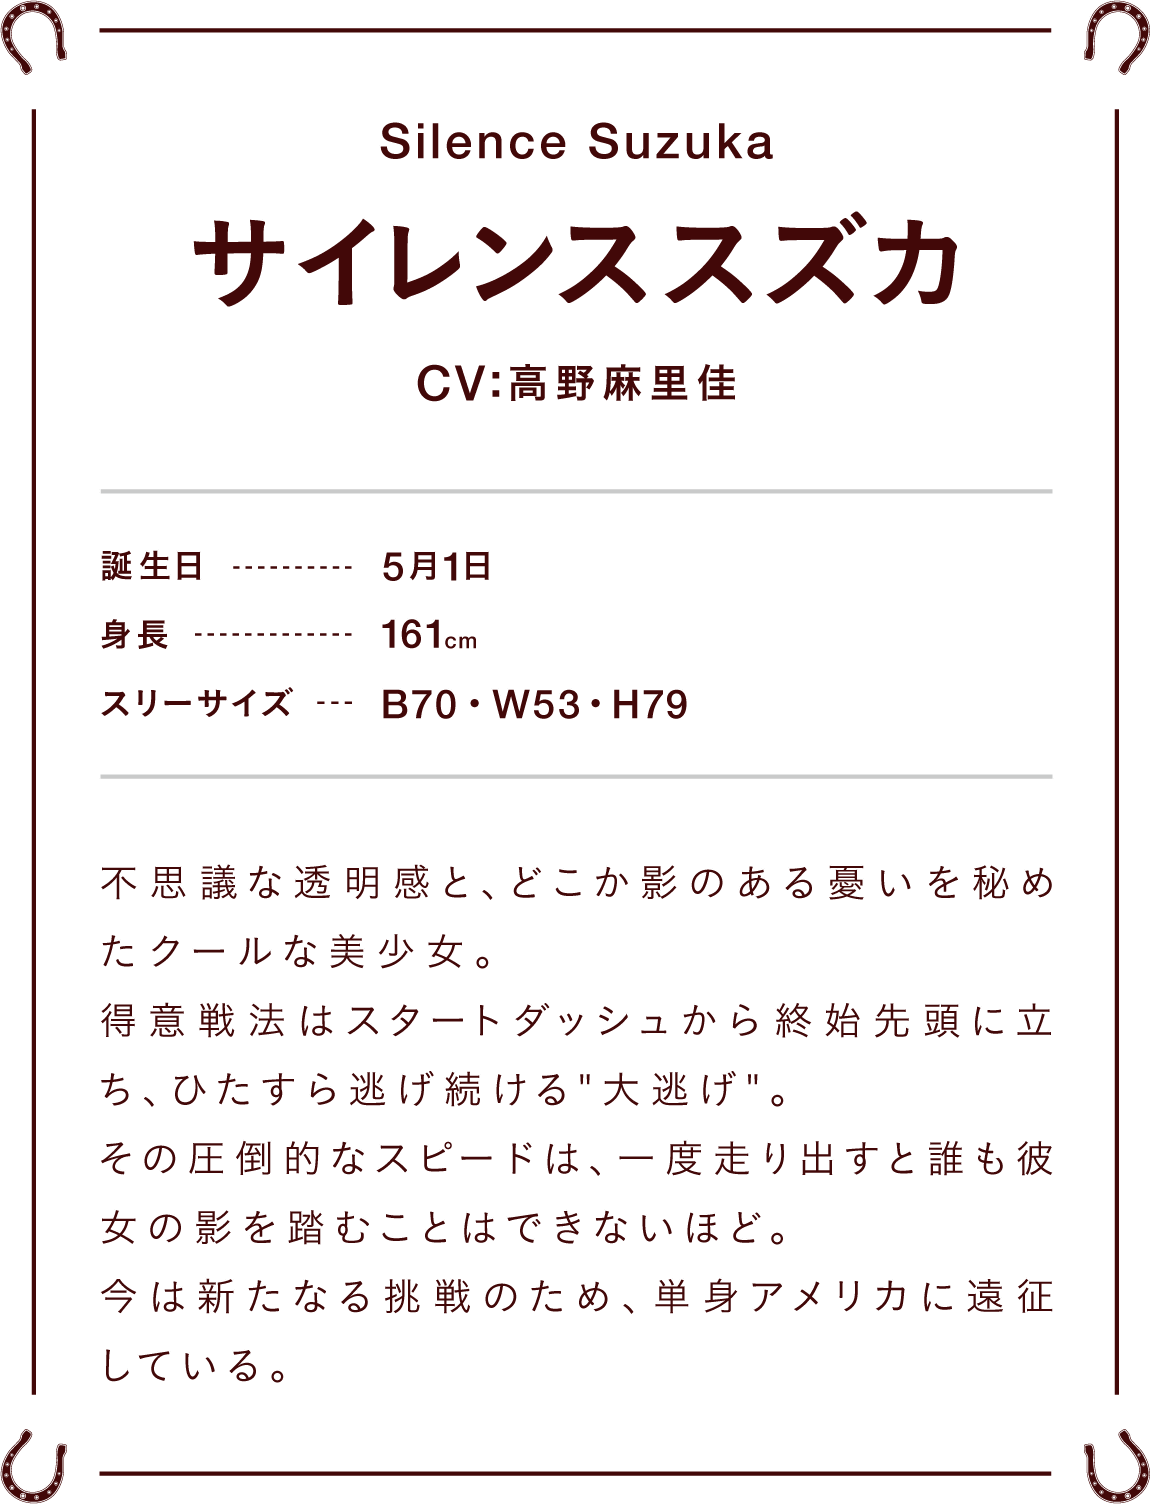 Silence Suzuka
サイレンススズカ
CV:高野麻里佳
誕生日 ---------- 5月1日
身長 ------------- 161cm
スリーサイズ --- B70・W53・H79
不思議な透明感と、どこか影のある憂いを秘め
たクールな美少女。
得意戦法はスタートダッシュから終始先頭に立
ち、ひたすら逃げ続ける"大逃げ"。
その圧倒的なスピードは、一度走り出すと誰も彼
女の影を踏むことはできないほど。
今は新たなる挑戦のため、単身アメリカに遠征
している。